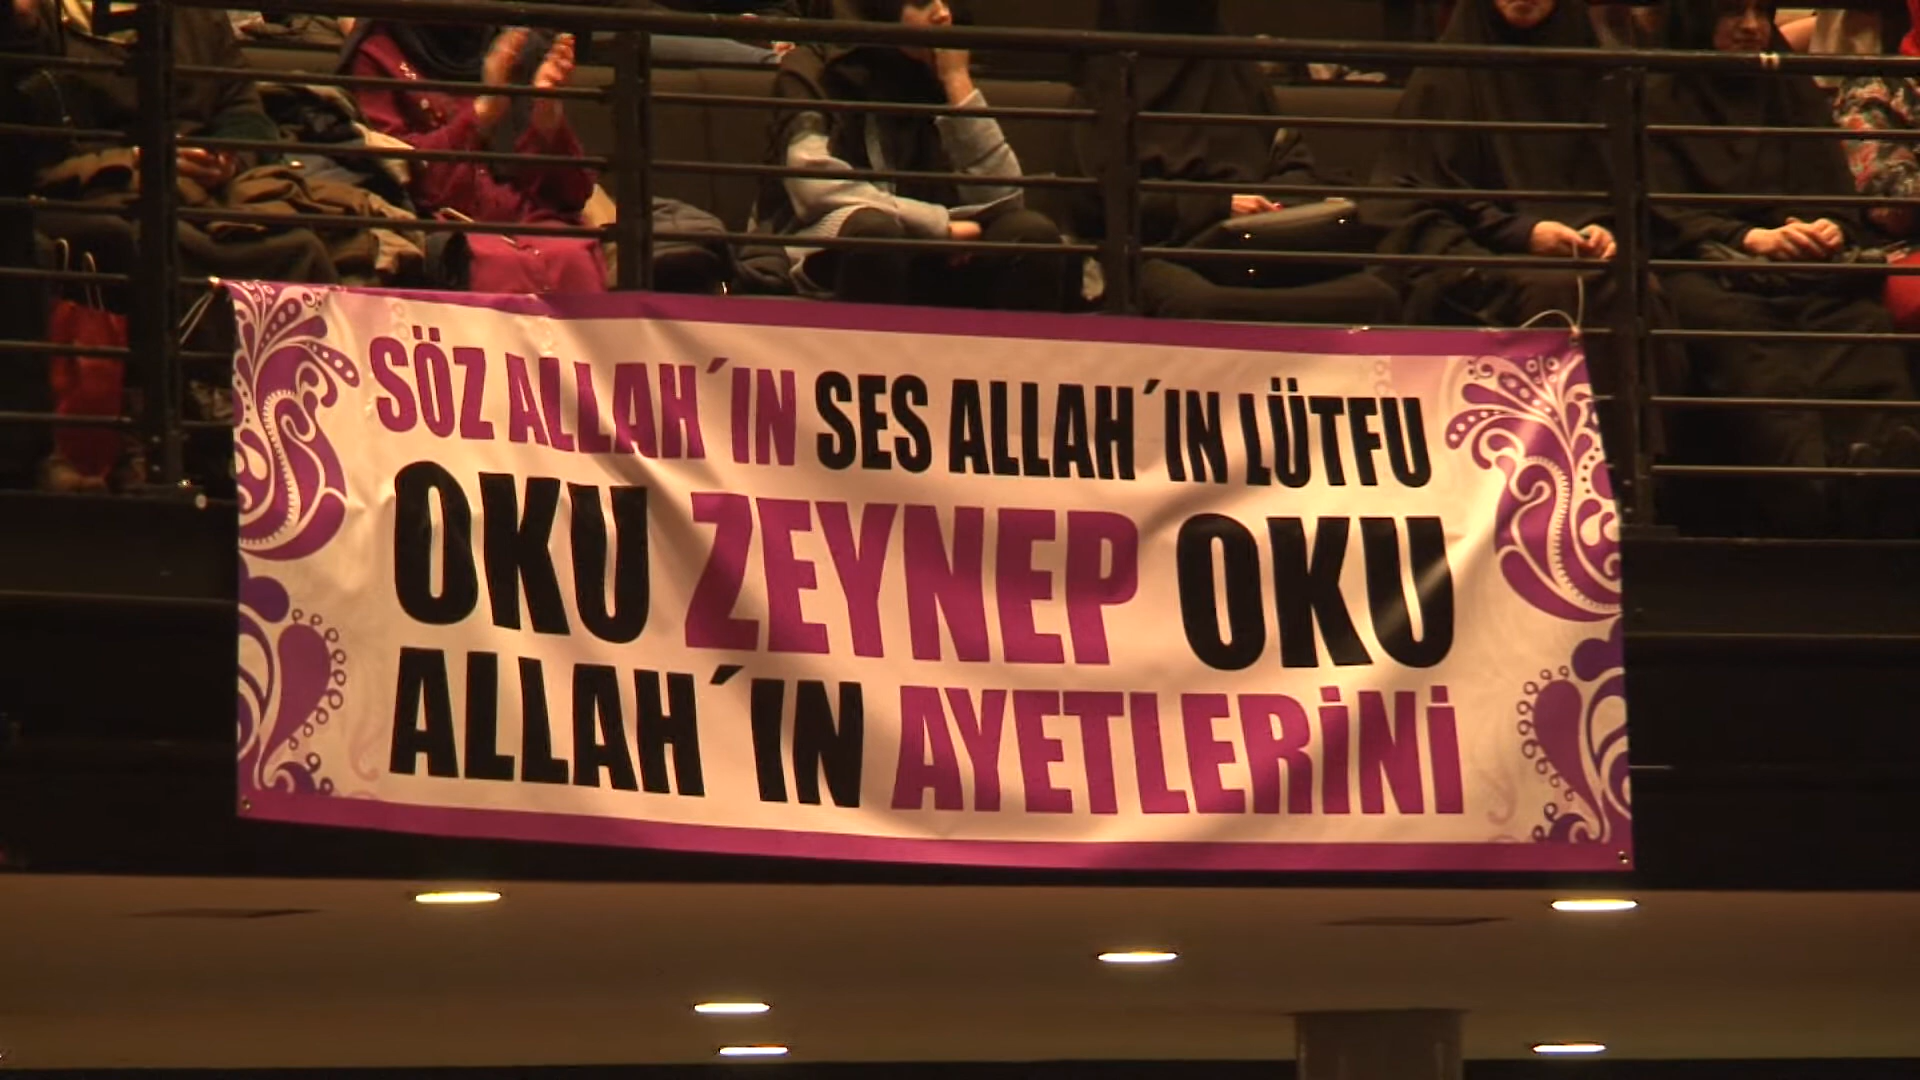 SÖZ ALLAH´IN SES ALLAH´IN LÜTFU
OKU ZEYNEP OKU
ALLAH´IN AYETLERİNİ